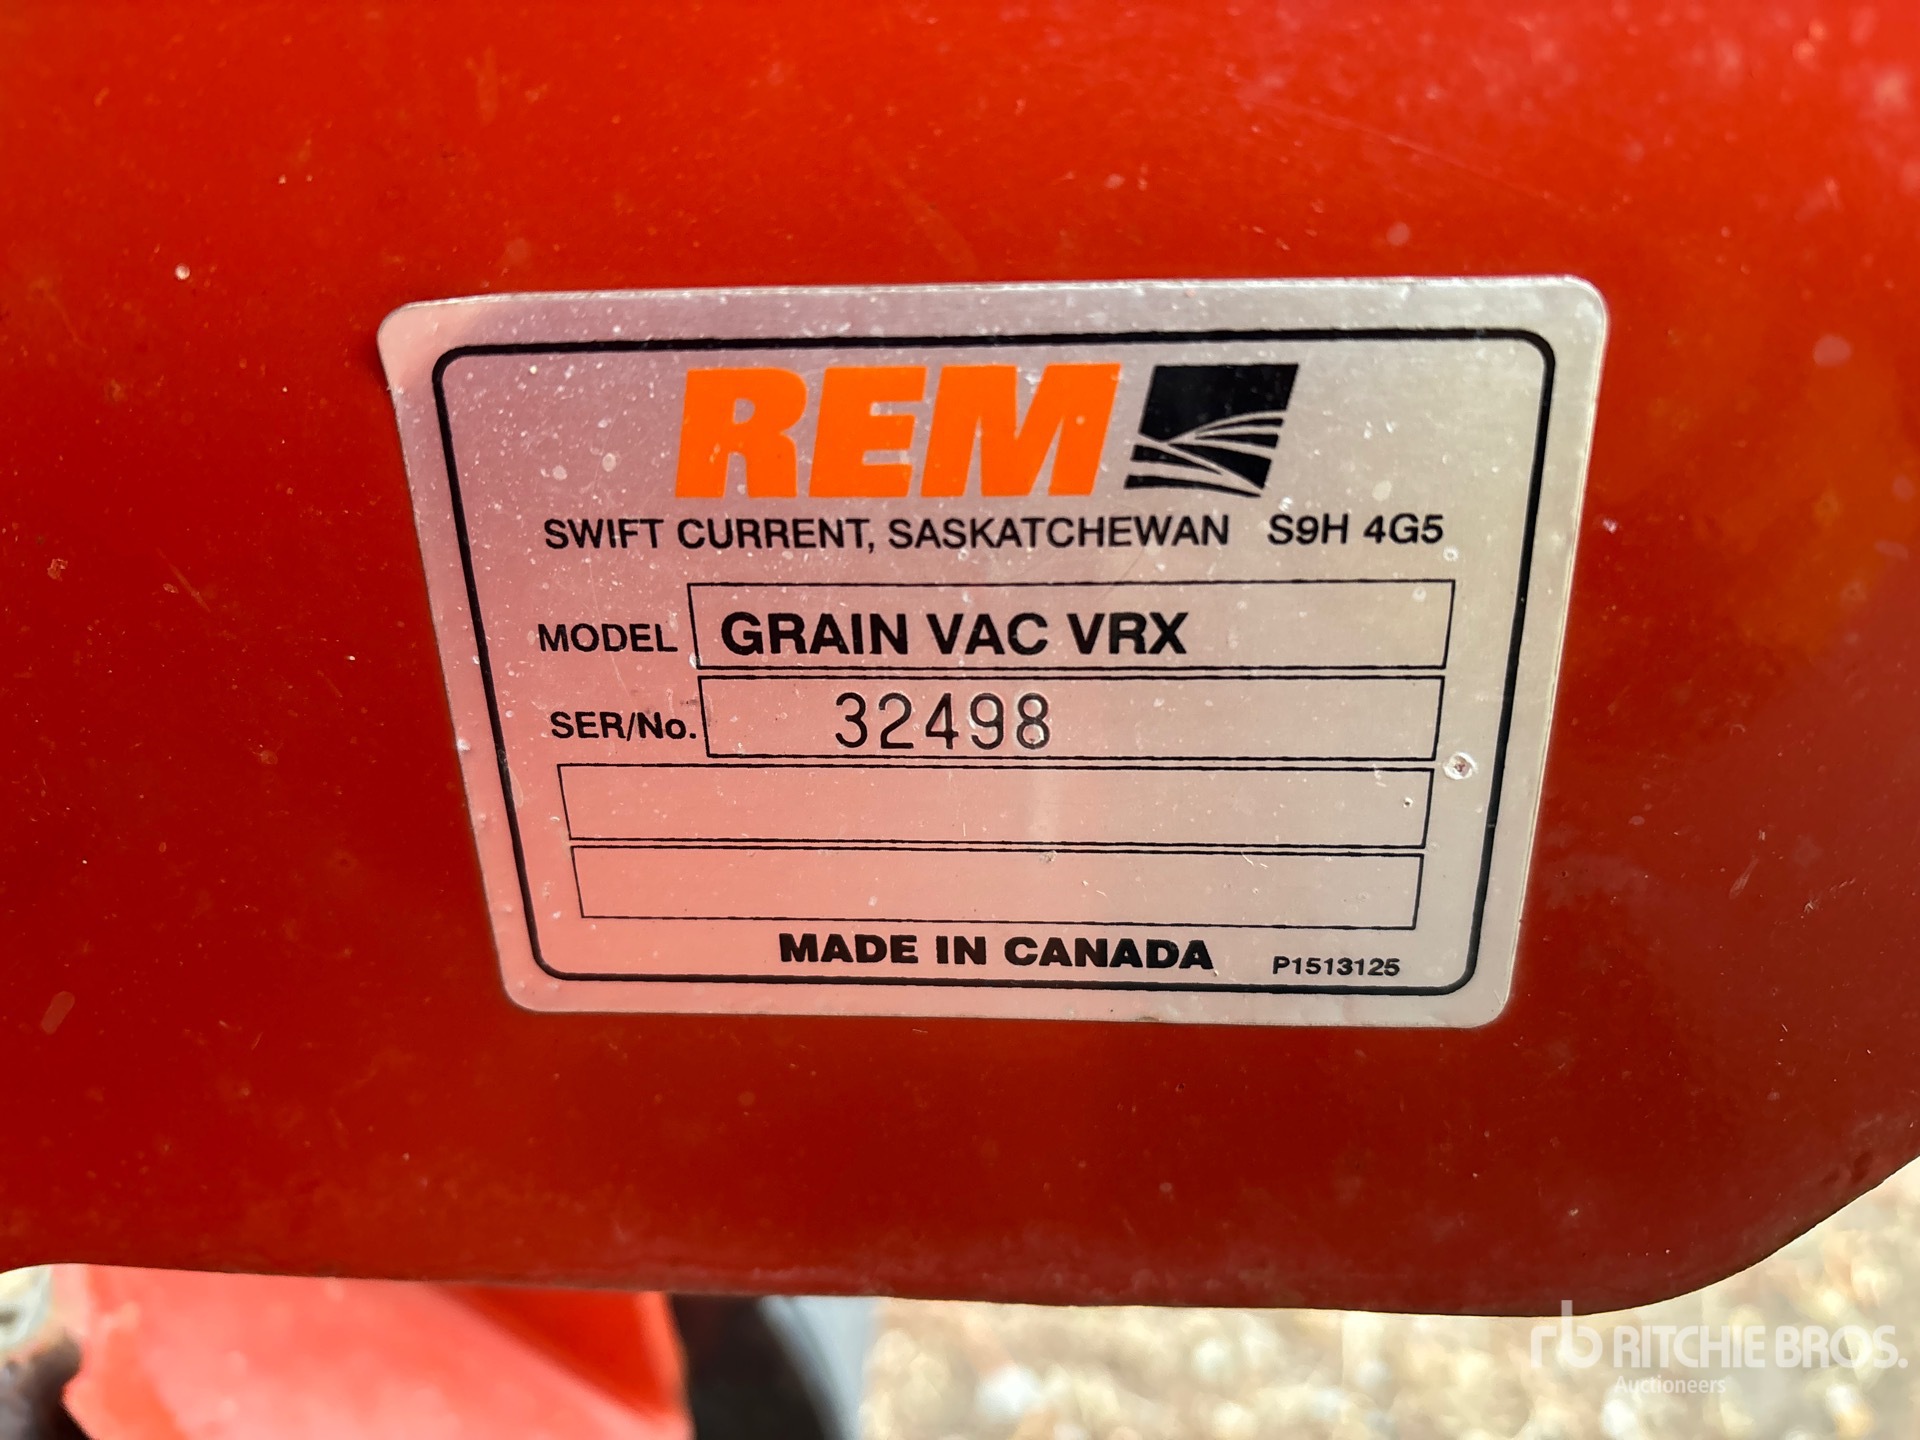 REM
SWIFT CURRENT, SASKATCHEWAN S9H 4G5
MODEL GRAIN VAC VRX
SER/No. 32498
MADE IN CANADA P1513125
rb RITCHIE BROS.
Auctioneers